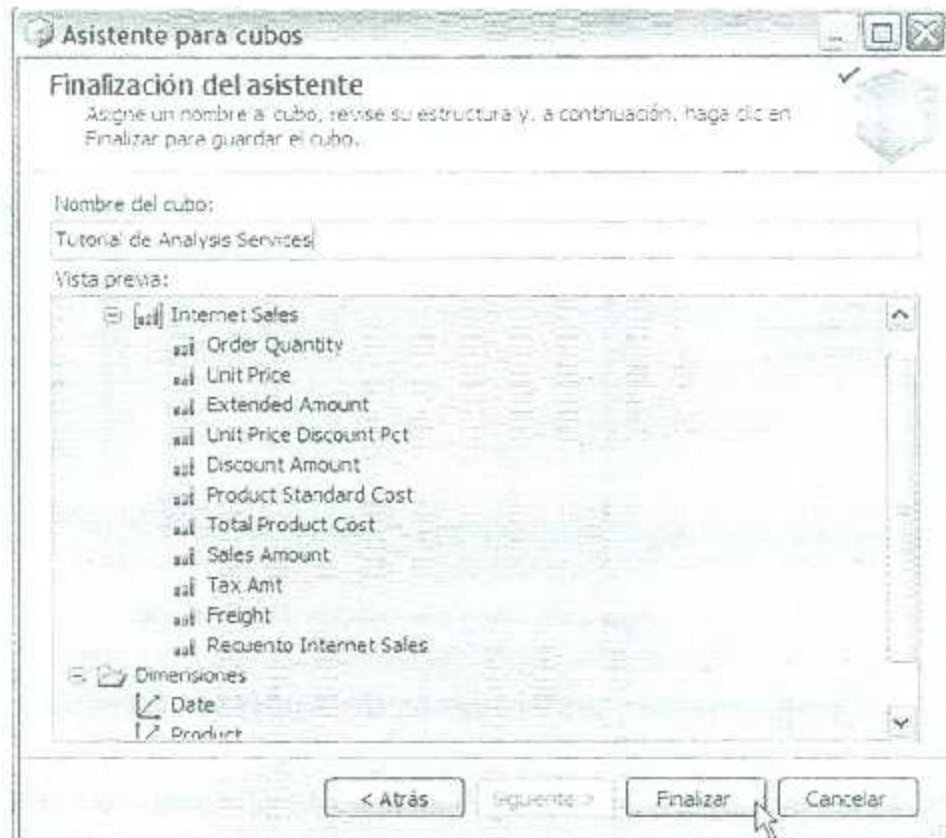 Asistente para cubos
Finalización del asistente
Asigne un nombre al cubo, revise su estructura y, a continuación, haga clic en
Finalizar para guardar el cubo.
Nombre del cubo:
Tutorial de Analysis Services
Vista previa:
Internet Sales
Order Quantity
Unit Price
Extended Amount
Unit Price Discount Pct
Discount Amount
Product Standard Cost
Total Product Cost
Sales Amount
Tax Amt
Freight
Recuento Internet Sales
Dimensiones
Date
Product
< Atrás
Siguiente >
Finalizar
Cancelar